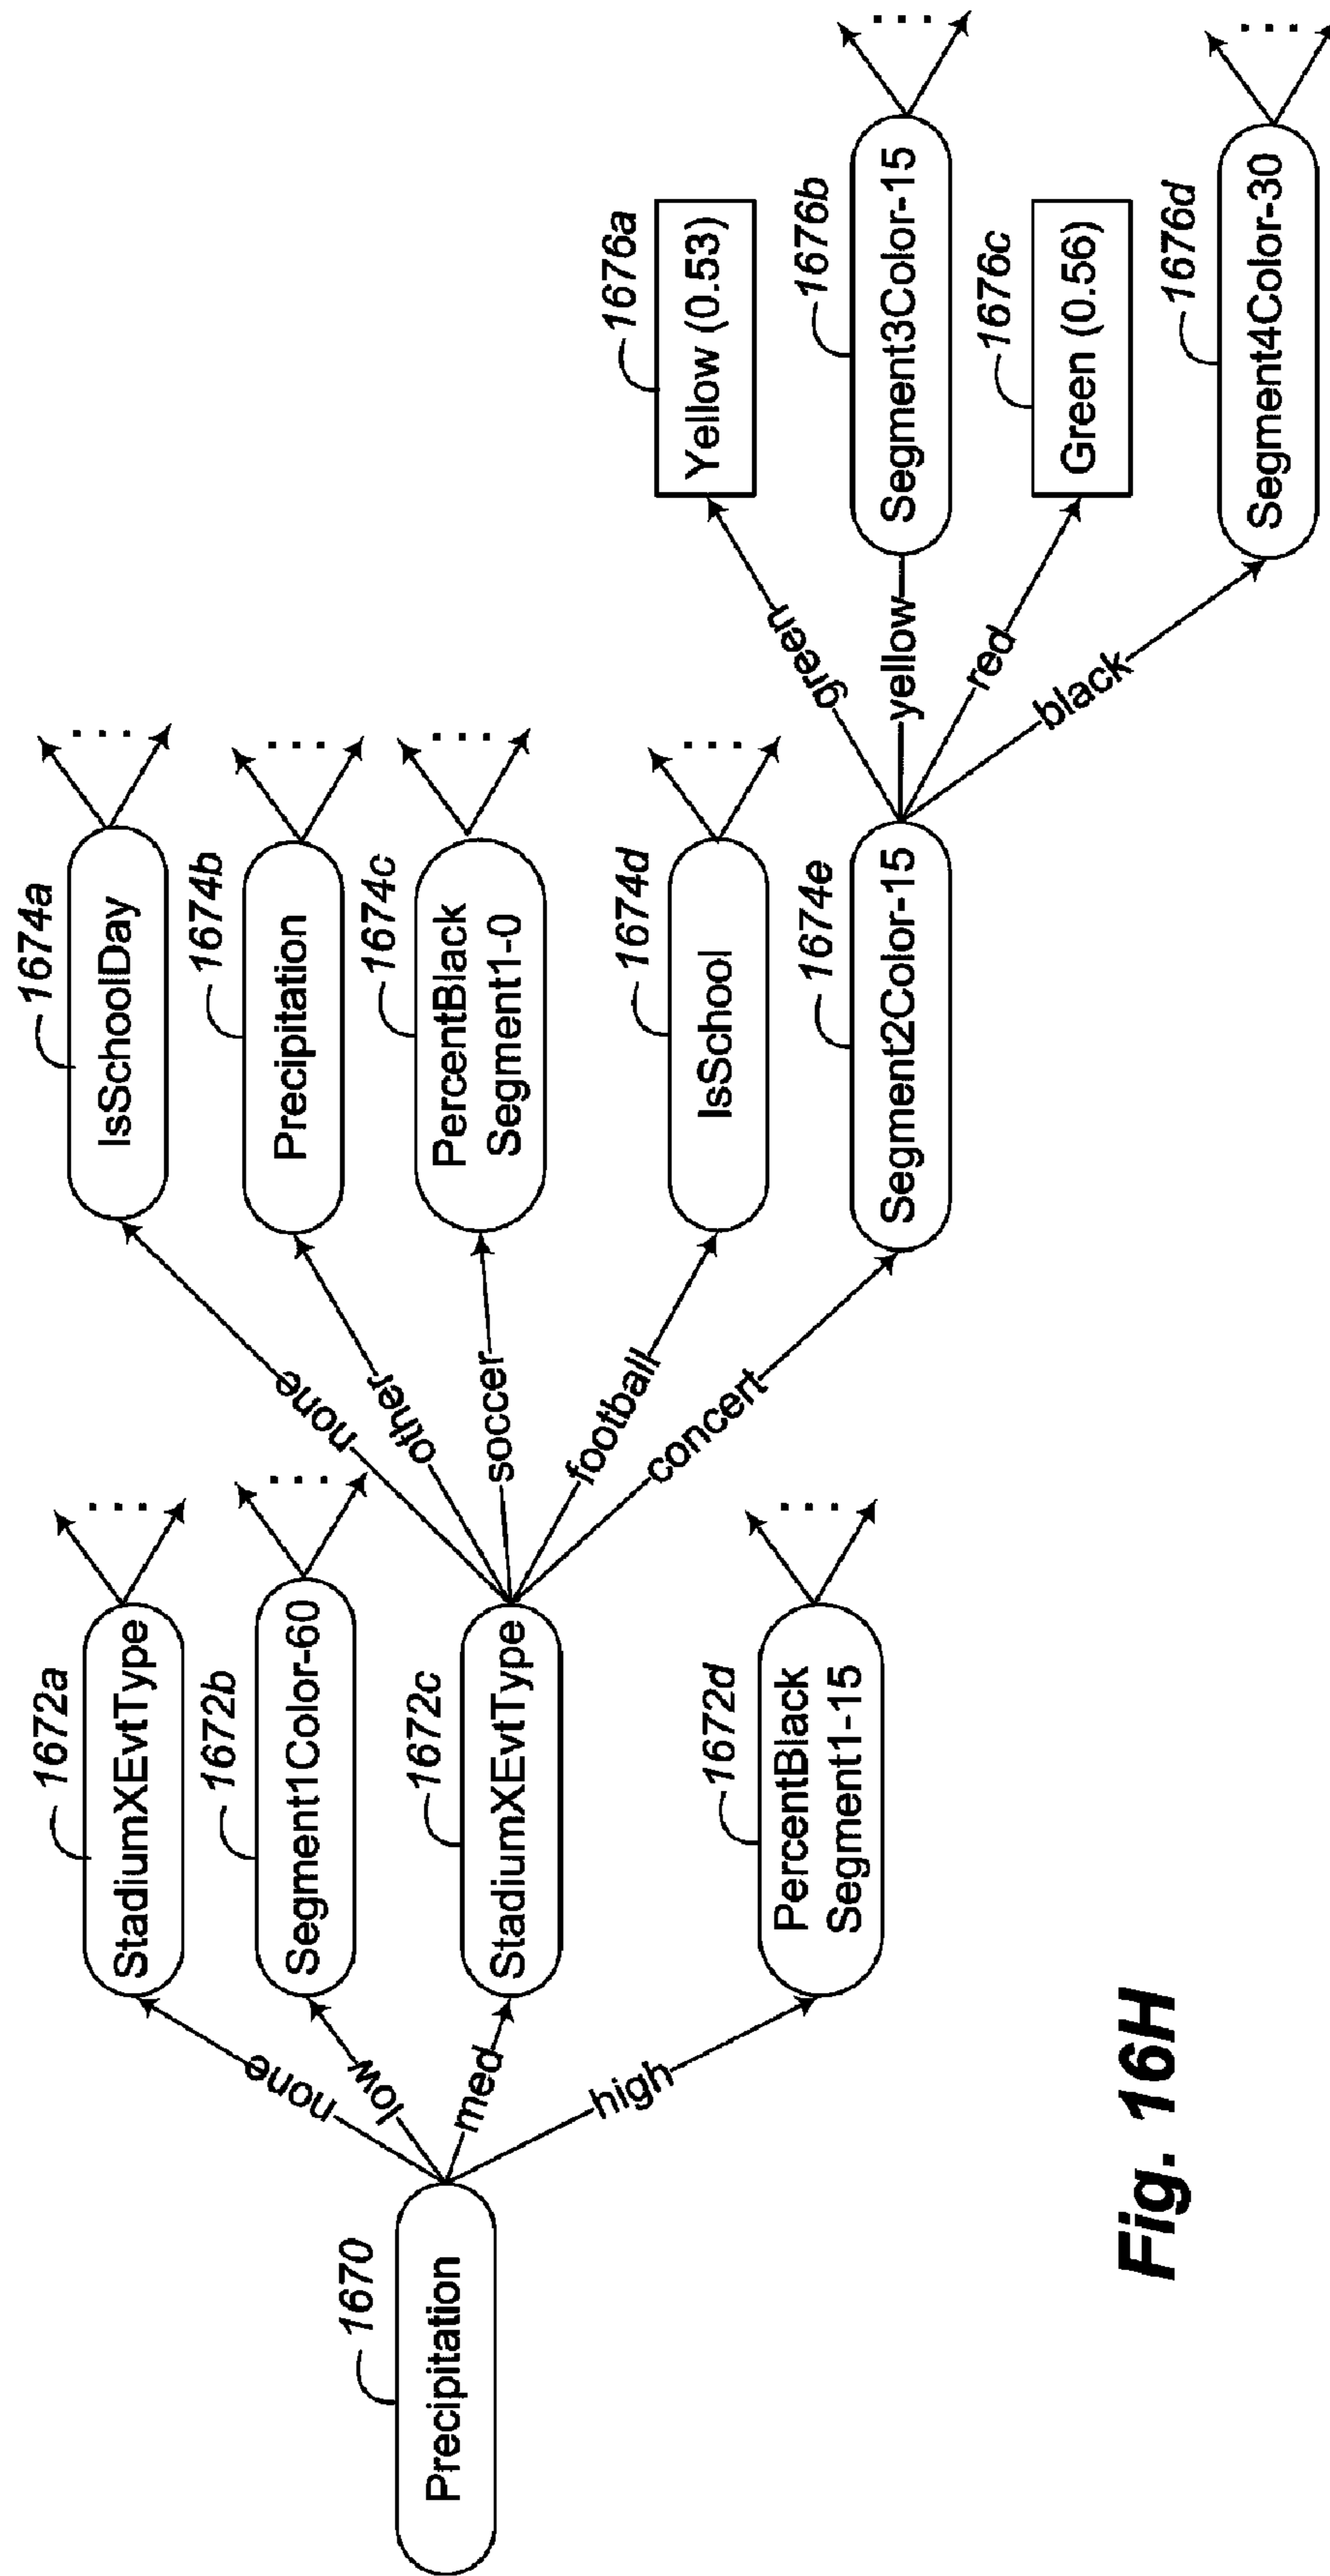 1670
Precipitation
none
low
med
high
1672a
StadiumXEvtType
1672b
Segment1Color-60
1672c
StadiumXEvtType
1672d
PercentBlack
Segment1-15
none
other
soccer
football
concert
1674a
IsSchoolDay
1674b
Precipitation
1674c
PercentBlack
Segment1-0
1674d
IsSchool
1674e
Segment2Color-15
green
yellow
red
black
1676a
Yellow (0.53)
1676b
Segment3Color-15
1676c
Green (0.56)
1676d
Segment4Color-30
Fig. 16H